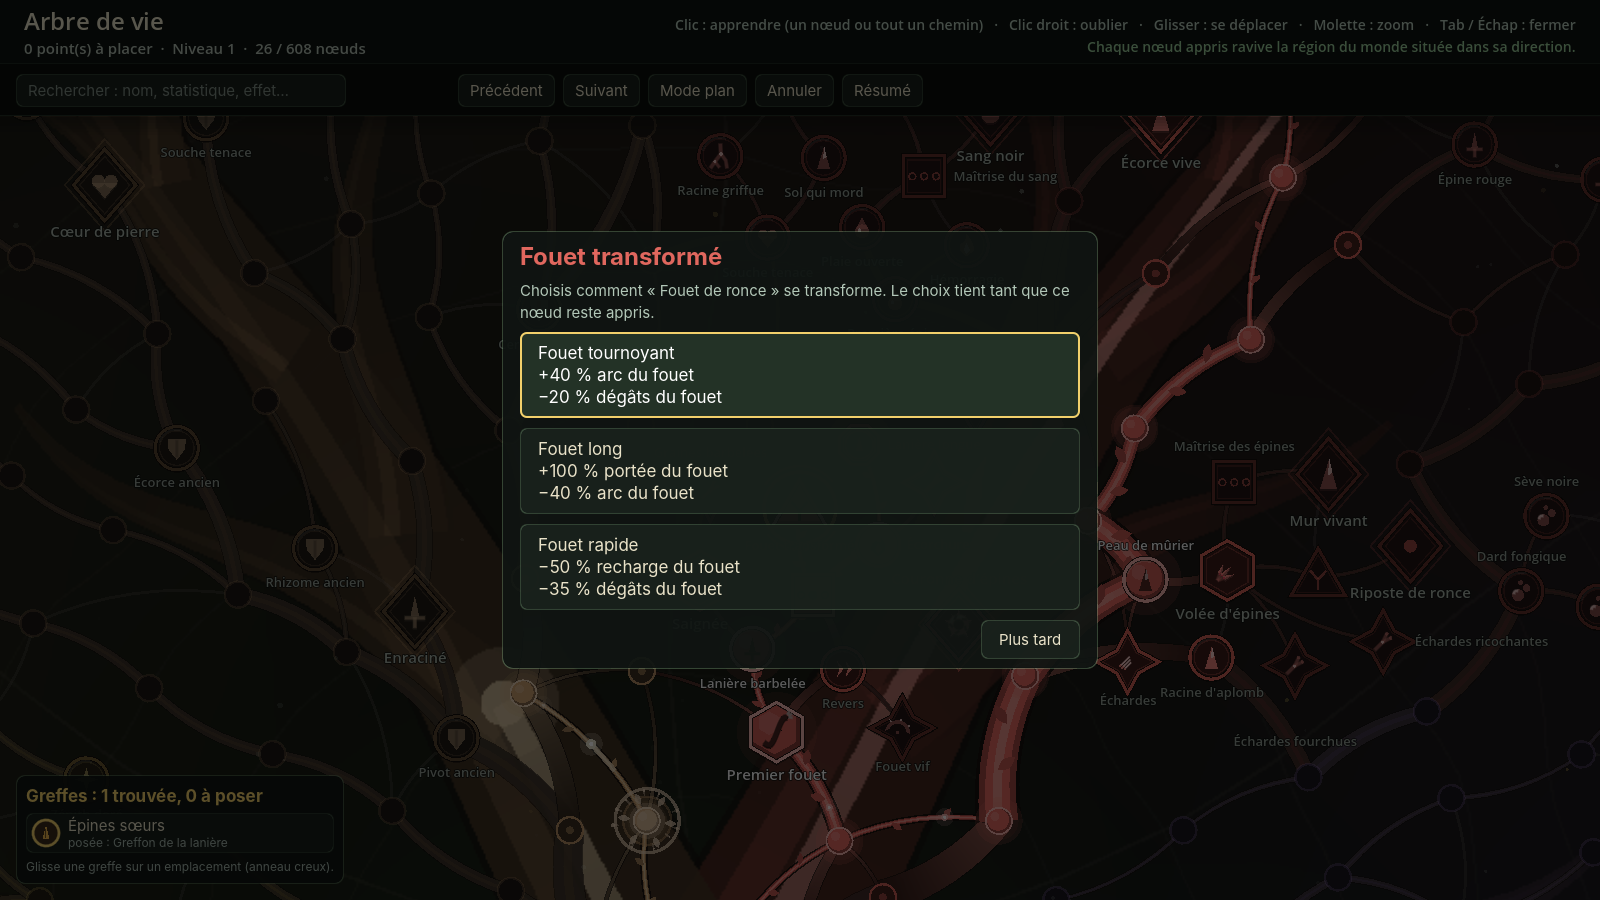 Arbre de vie
0 point(s) à placer · Niveau 1 · 26 / 608 nœuds
Clic : apprendre (un nœud ou tout un chemin) · Clic droit : oublier · Glisser : se déplacer · Molette : zoom · Tab / Échap : fermer
Chaque nœud appris ravive la région du monde située dans sa direction.
Rechercher : nom, statistique, effet...
Précédent
Suivant
Mode plan
Annuler
Résumé
Souche tenace
Sang noir
Écorce vive
Maîtrise du sang
Épine rouge
Racine griffue
Sol qui mord
Cœur de pierre
Fouet transformé
Choisis comment « Fouet de ronce » se transforme. Le choix tient tant que ce
nœud reste appris.
Fouet tournoyant
+40 % arc du fouet
−20 % dégâts du fouet
Fouet long
+100 % portée du fouet
−40 % arc du fouet
Fouet rapide
−50 % recharge du fouet
−35 % dégâts du fouet
Plus tard
Maîtrise des épines
Écorce ancien
Sève noire
Mur vivant
Peau de mûrier
Dard fongique
Rhizome ancien
Riposte de ronce
Volée d'épines
Échardes ricochantes
Enraciné
Lanière barbelée
Racine d'aplomb
Échardes
Revers
Échardes fourchues
Fouet vif
Pivot ancien
Premier fouet
Greffes : 1 trouvée, 0 à poser
Épines sœurs
posée : Greffon de la lanière
Glisse une greffe sur un emplacement (anneau creux).